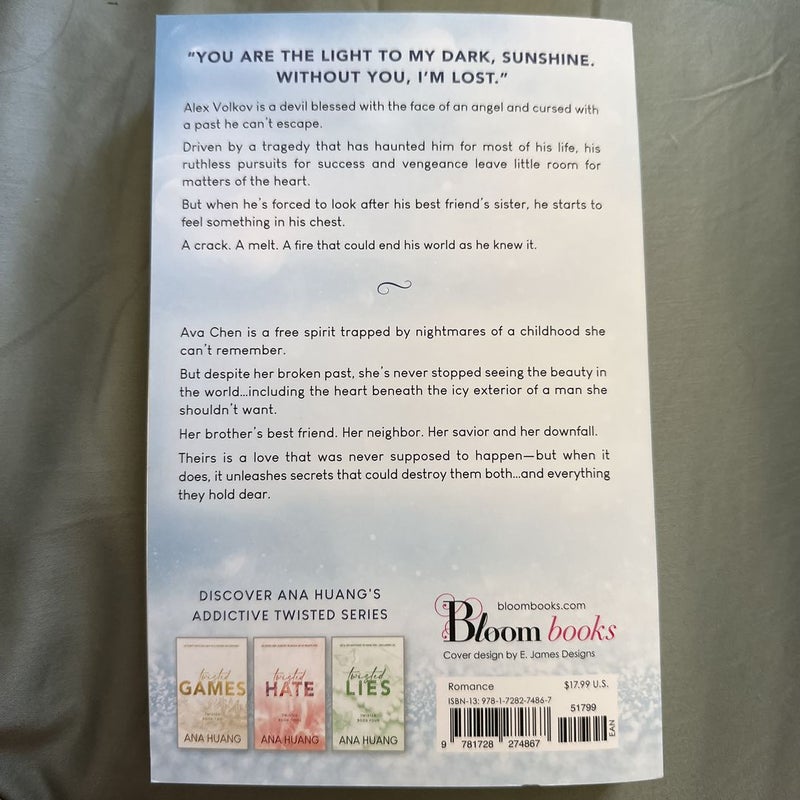 "YOU ARE THE LIGHT TO MY DARK, SUNSHINE.
WITHOUT YOU, I'M LOST."
Alex Volkov is a devil blessed with the face of an angel and cursed with
a past he can't escape.
Driven by a tragedy that has haunted him for most of his life, his
ruthless pursuits for success and vengeance leave little room for
matters of the heart.
But when he's forced to look after his best friend's sister, he starts to
feel something in his chest.
A crack. A melt. A fire that could end his world as he knew it.
Ava Chen is a free spirit trapped by nightmares of a childhood she
can't remember.
But despite her broken past, she's never stopped seeing the beauty in
the world...including the heart beneath the icy exterior of a man she
shouldn't want.
Her brother's best friend. Her neighbor. Her savior and her downfall.
Theirs is a love that was never supposed to happen—but when it
does, it unleashes secrets that could destroy them both...and everything
they hold dear.
DISCOVER ANA HUANG'S
ADDICTIVE TWISTED SERIES
twisted
GAMES
TWISTED
BOOK TWO
ANA HUANG
twisted
HATE
TWISTED
ANA HUANG
twisted
LIES
TWISTED
BOOK FOUR
ANA HUANG
bloombooks.com
Bloom books
Cover design by E. James Designs
Romance
$17.99 U.S.
ISBN-13: 978-1-7282-7486-7
51799
EAN
9 781728 274867